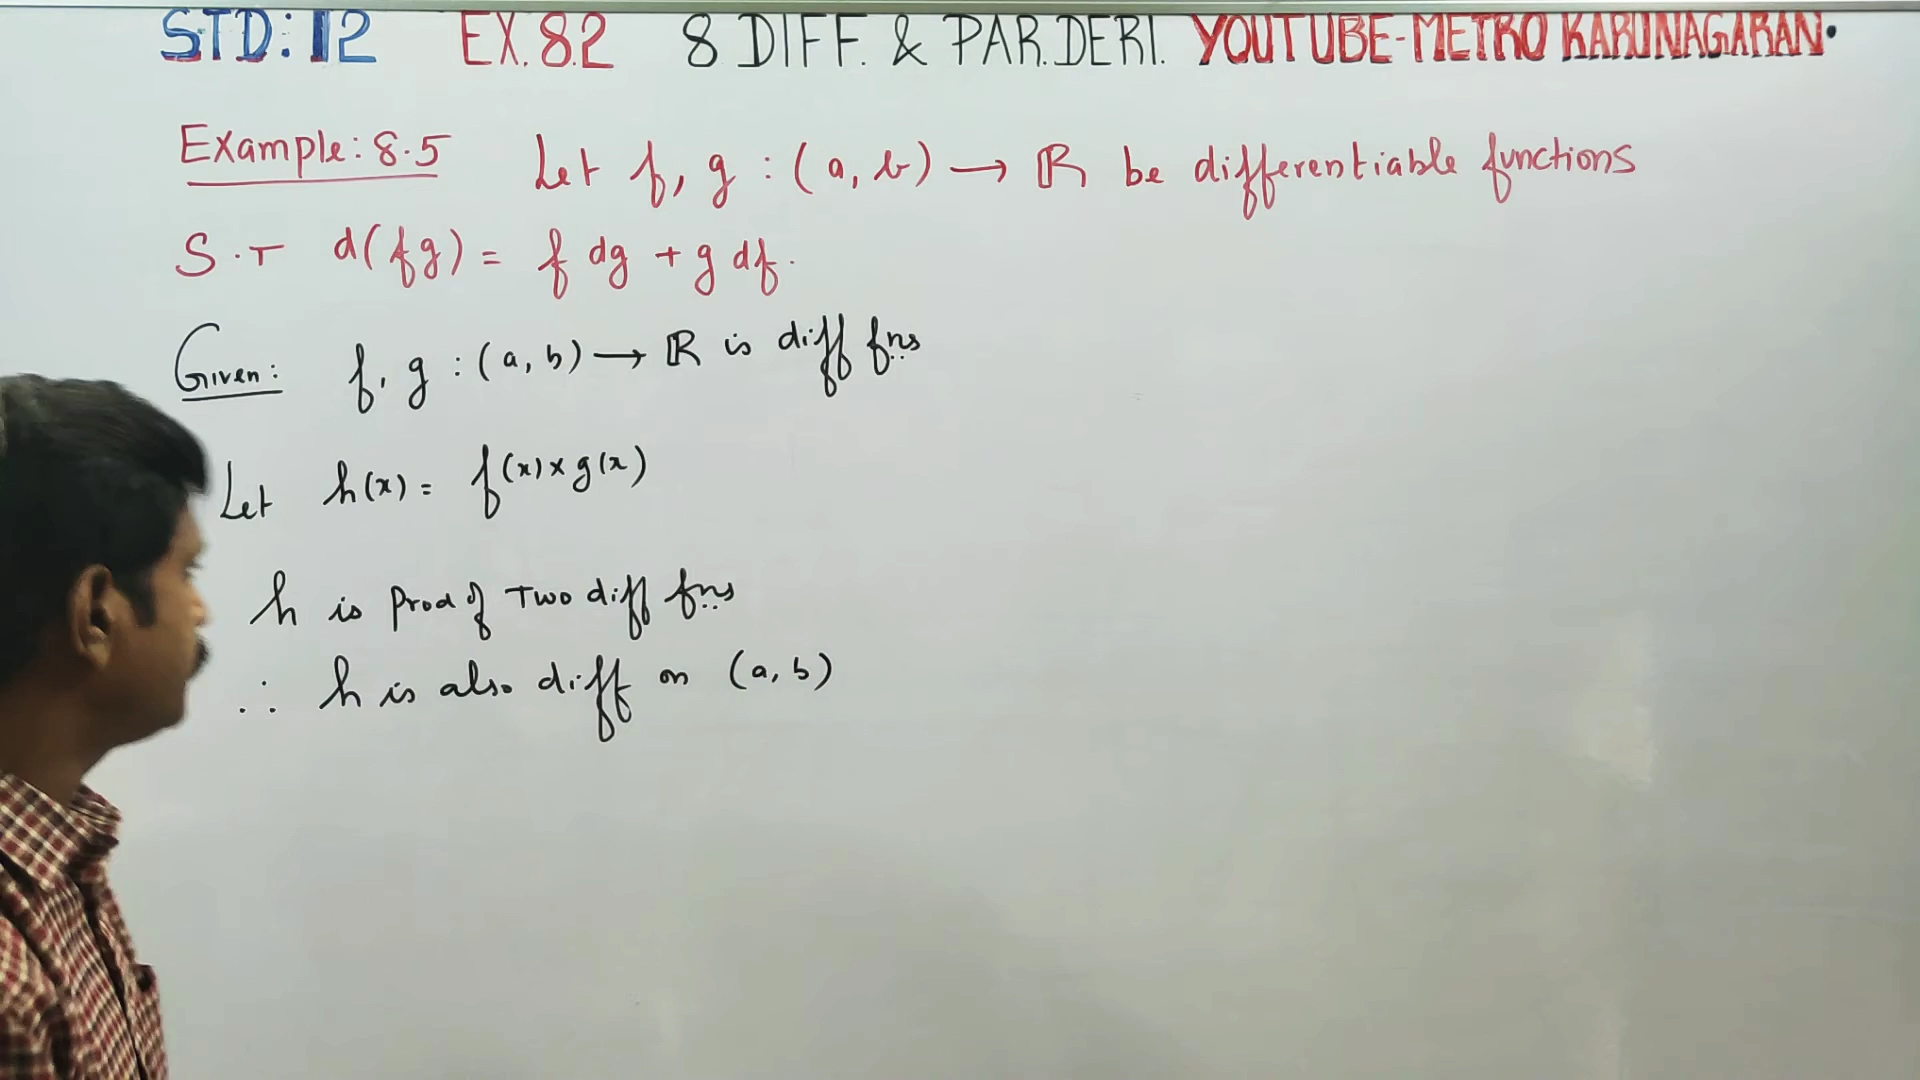 STD: 12 EX. 8.2 8 DIFF. & PAR. DERI. YOUTUBE-METRO KARUNAGARAN.
Example: 8.5 Let f, g : (a, b) → ℝ be differentiable functions
S.T d(fg) = f dg + g df.
Given: f, g : (a, b) → ℝ is diff fns
Let h(x) = f(x) × g(x)
h is Prod of Two diff fns
∴ h is also diff on (a, b)